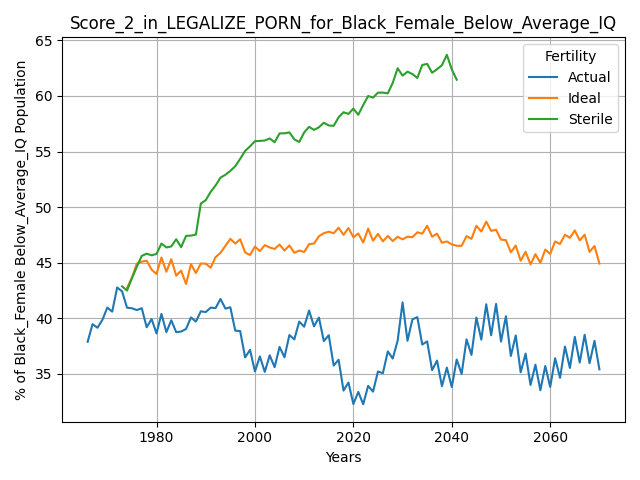 Score_2_in_LEGALIZE_PORN_for_Black_Female_Below_Average_IQ
% of Black_Female Below_Average_IQ Population
65
60
55
50
45
40
35
Fertility
Actual
Ideal
Sterile
1980
2000
2020
2040
2060
Years